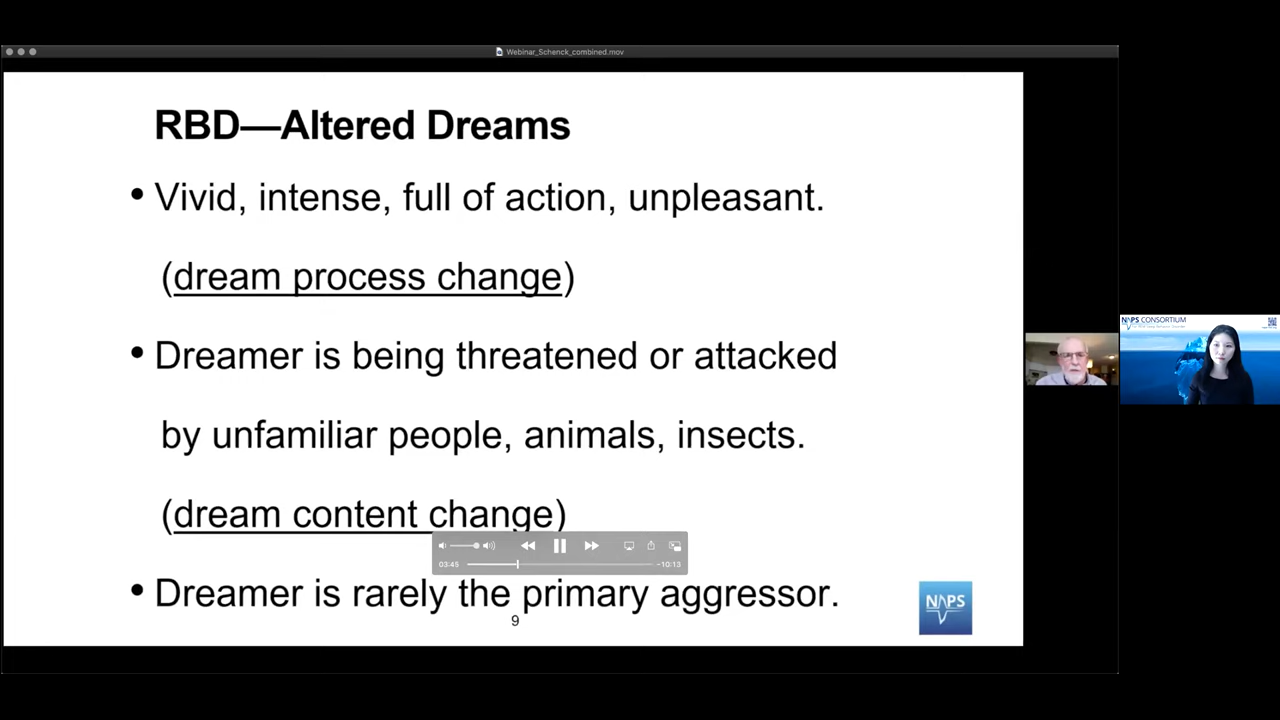 Webinar_Schenck_combined.mov
RBD—Altered Dreams
• Vivid, intense, full of action, unpleasant.
(dream process change)
• Dreamer is being threatened or attacked
by unfamiliar people, animals, insects.
(dream content change)
03:45
-10:13
• Dreamer is rarely the primary aggressor.
9
NAPS
NAPS CONSORTIUM